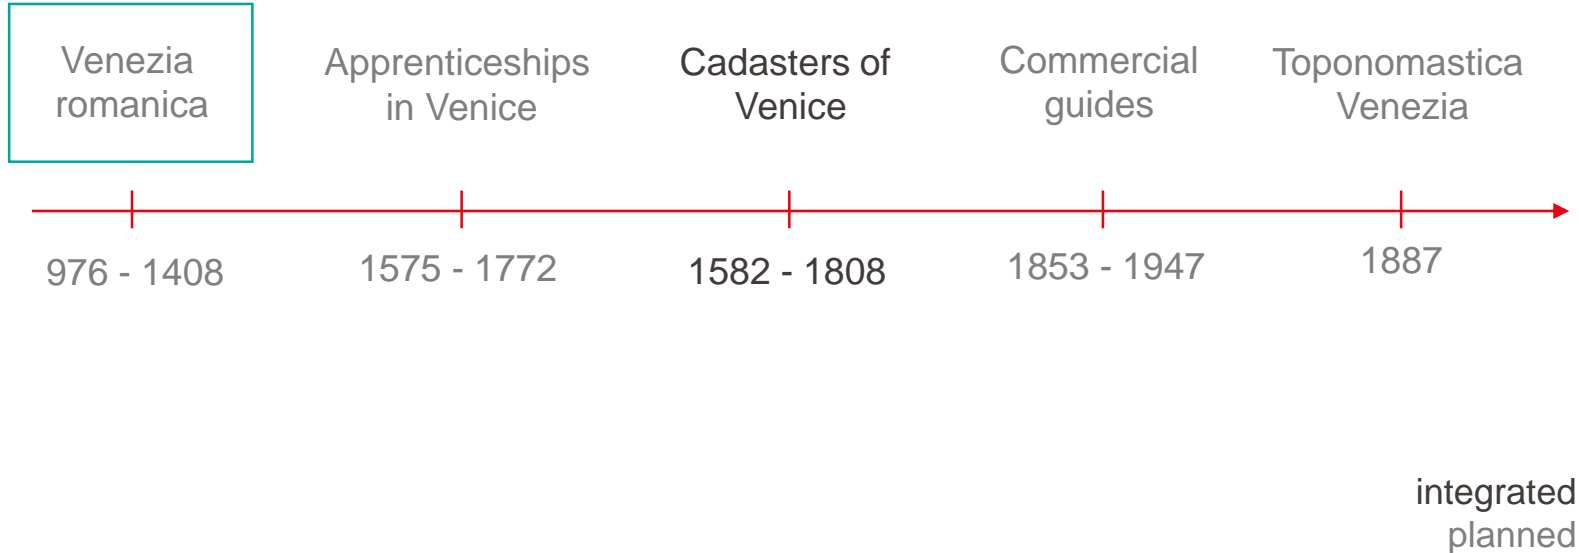 Venezia
romanica
Apprenticeships
in Venice
Cadasters of
Venice
Commercial
guides
Toponomastica
Venezia
976 - 1408
1575 - 1772
1582 - 1808
1853 - 1947
1887
integrated
planned